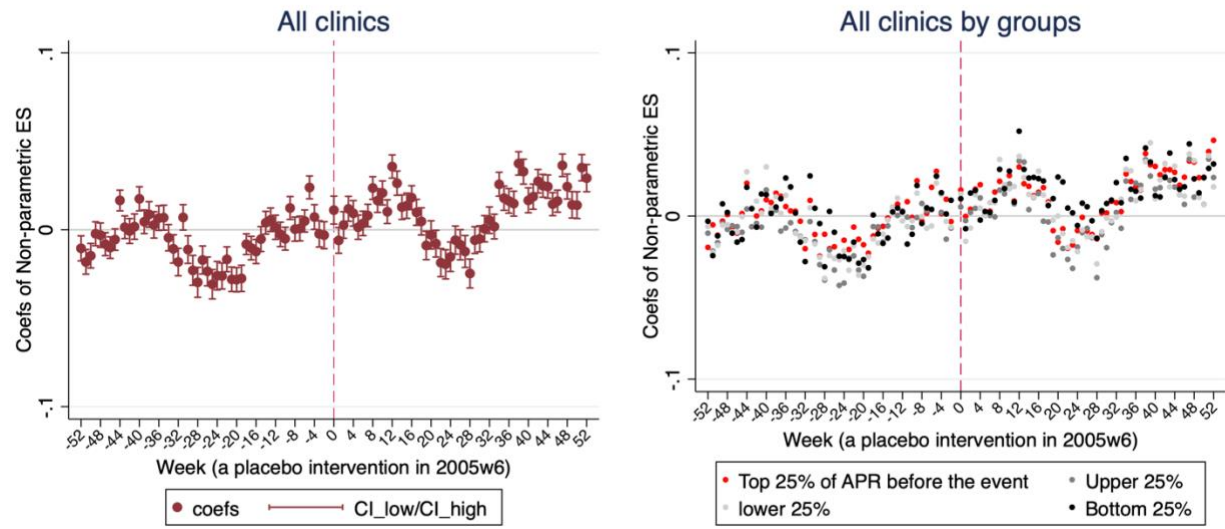 All clinics
Coefs of Non-parametric ES
.1
0
-.1
-52 -48 -44 -40 -36 -32 -28 -24 -20 -16 -12 -8 -4 0 4 8 12 16 20 24 28 32 36 40 44 48 52
Week (a placebo intervention in 2005w6)
coefs CI_low/CI_high
All clinics by groups
Coefs of Non-parametric ES
.1
0
-.1
-52 -48 -44 -40 -36 -32 -28 -24 -20 -16 -12 -8 -4 0 4 8 12 16 20 24 28 32 36 40 44 48 52
Week (a placebo intervention in 2005w6)
Top 25% of APR before the event Upper 25%
lower 25% Bottom 25%